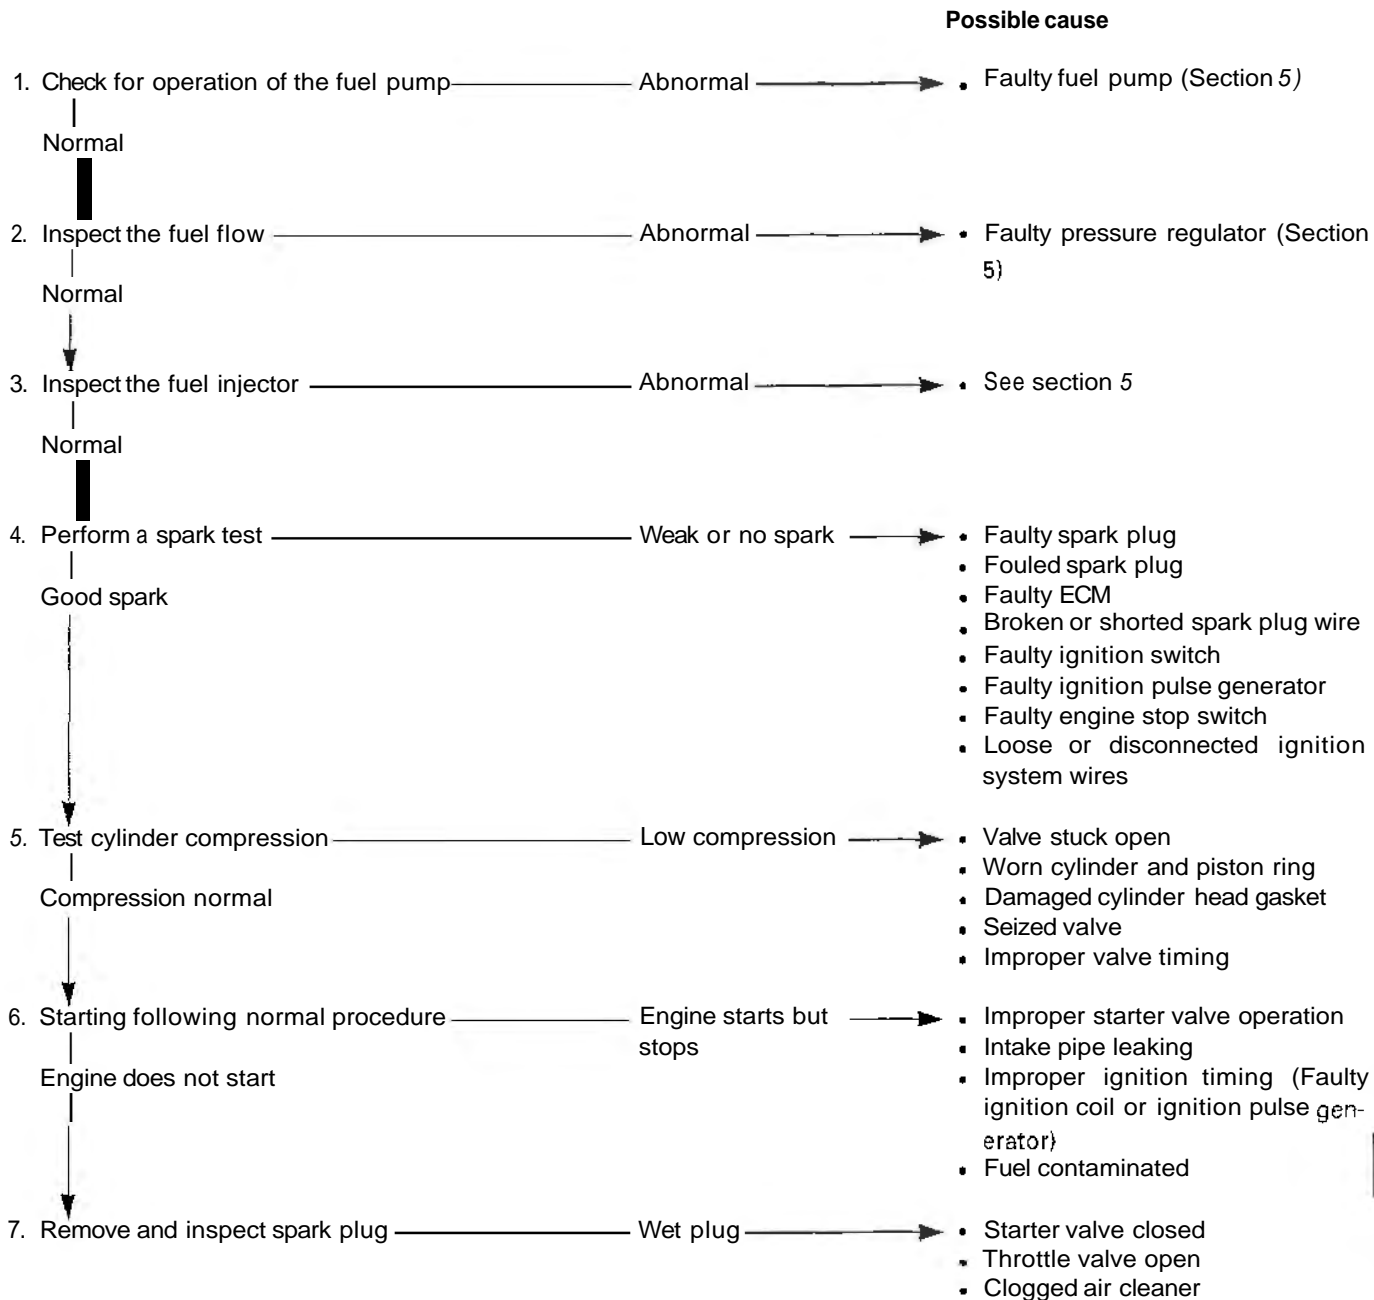 Possible cause
1. Check for operation of the fuel pump Abnormal • Faulty fuel pump (Section 5)
Normal
2. Inspect the fuel flow Abnormal • Faulty pressure regulator (Section
5)
Normal
3. Inspect the fuel injector Abnormal • See section 5
Normal
4. Perform a spark test Weak or no spark • Faulty spark plug
• Fouled spark plug
Good spark • Faulty ECM
• Broken or shorted spark plug wire
• Faulty ignition switch
• Faulty ignition pulse generator
• Faulty engine stop switch
• Loose or disconnected ignition
system wires
5. Test cylinder compression Low compression • Valve stuck open
• Worn cylinder and piston ring
Compression normal • Damaged cylinder head gasket
• Seized valve
• Improper valve timing
6. Starting following normal procedure Engine starts but • Improper starter valve operation
stops • Intake pipe leaking
Engine does not start • Improper ignition timing (Faulty
ignition coil or ignition pulse gen-
erator)
• Fuel contaminated
7. Remove and inspect spark plug Wet plug • Starter valve closed
• Throttle valve open
• Clogged air cleaner